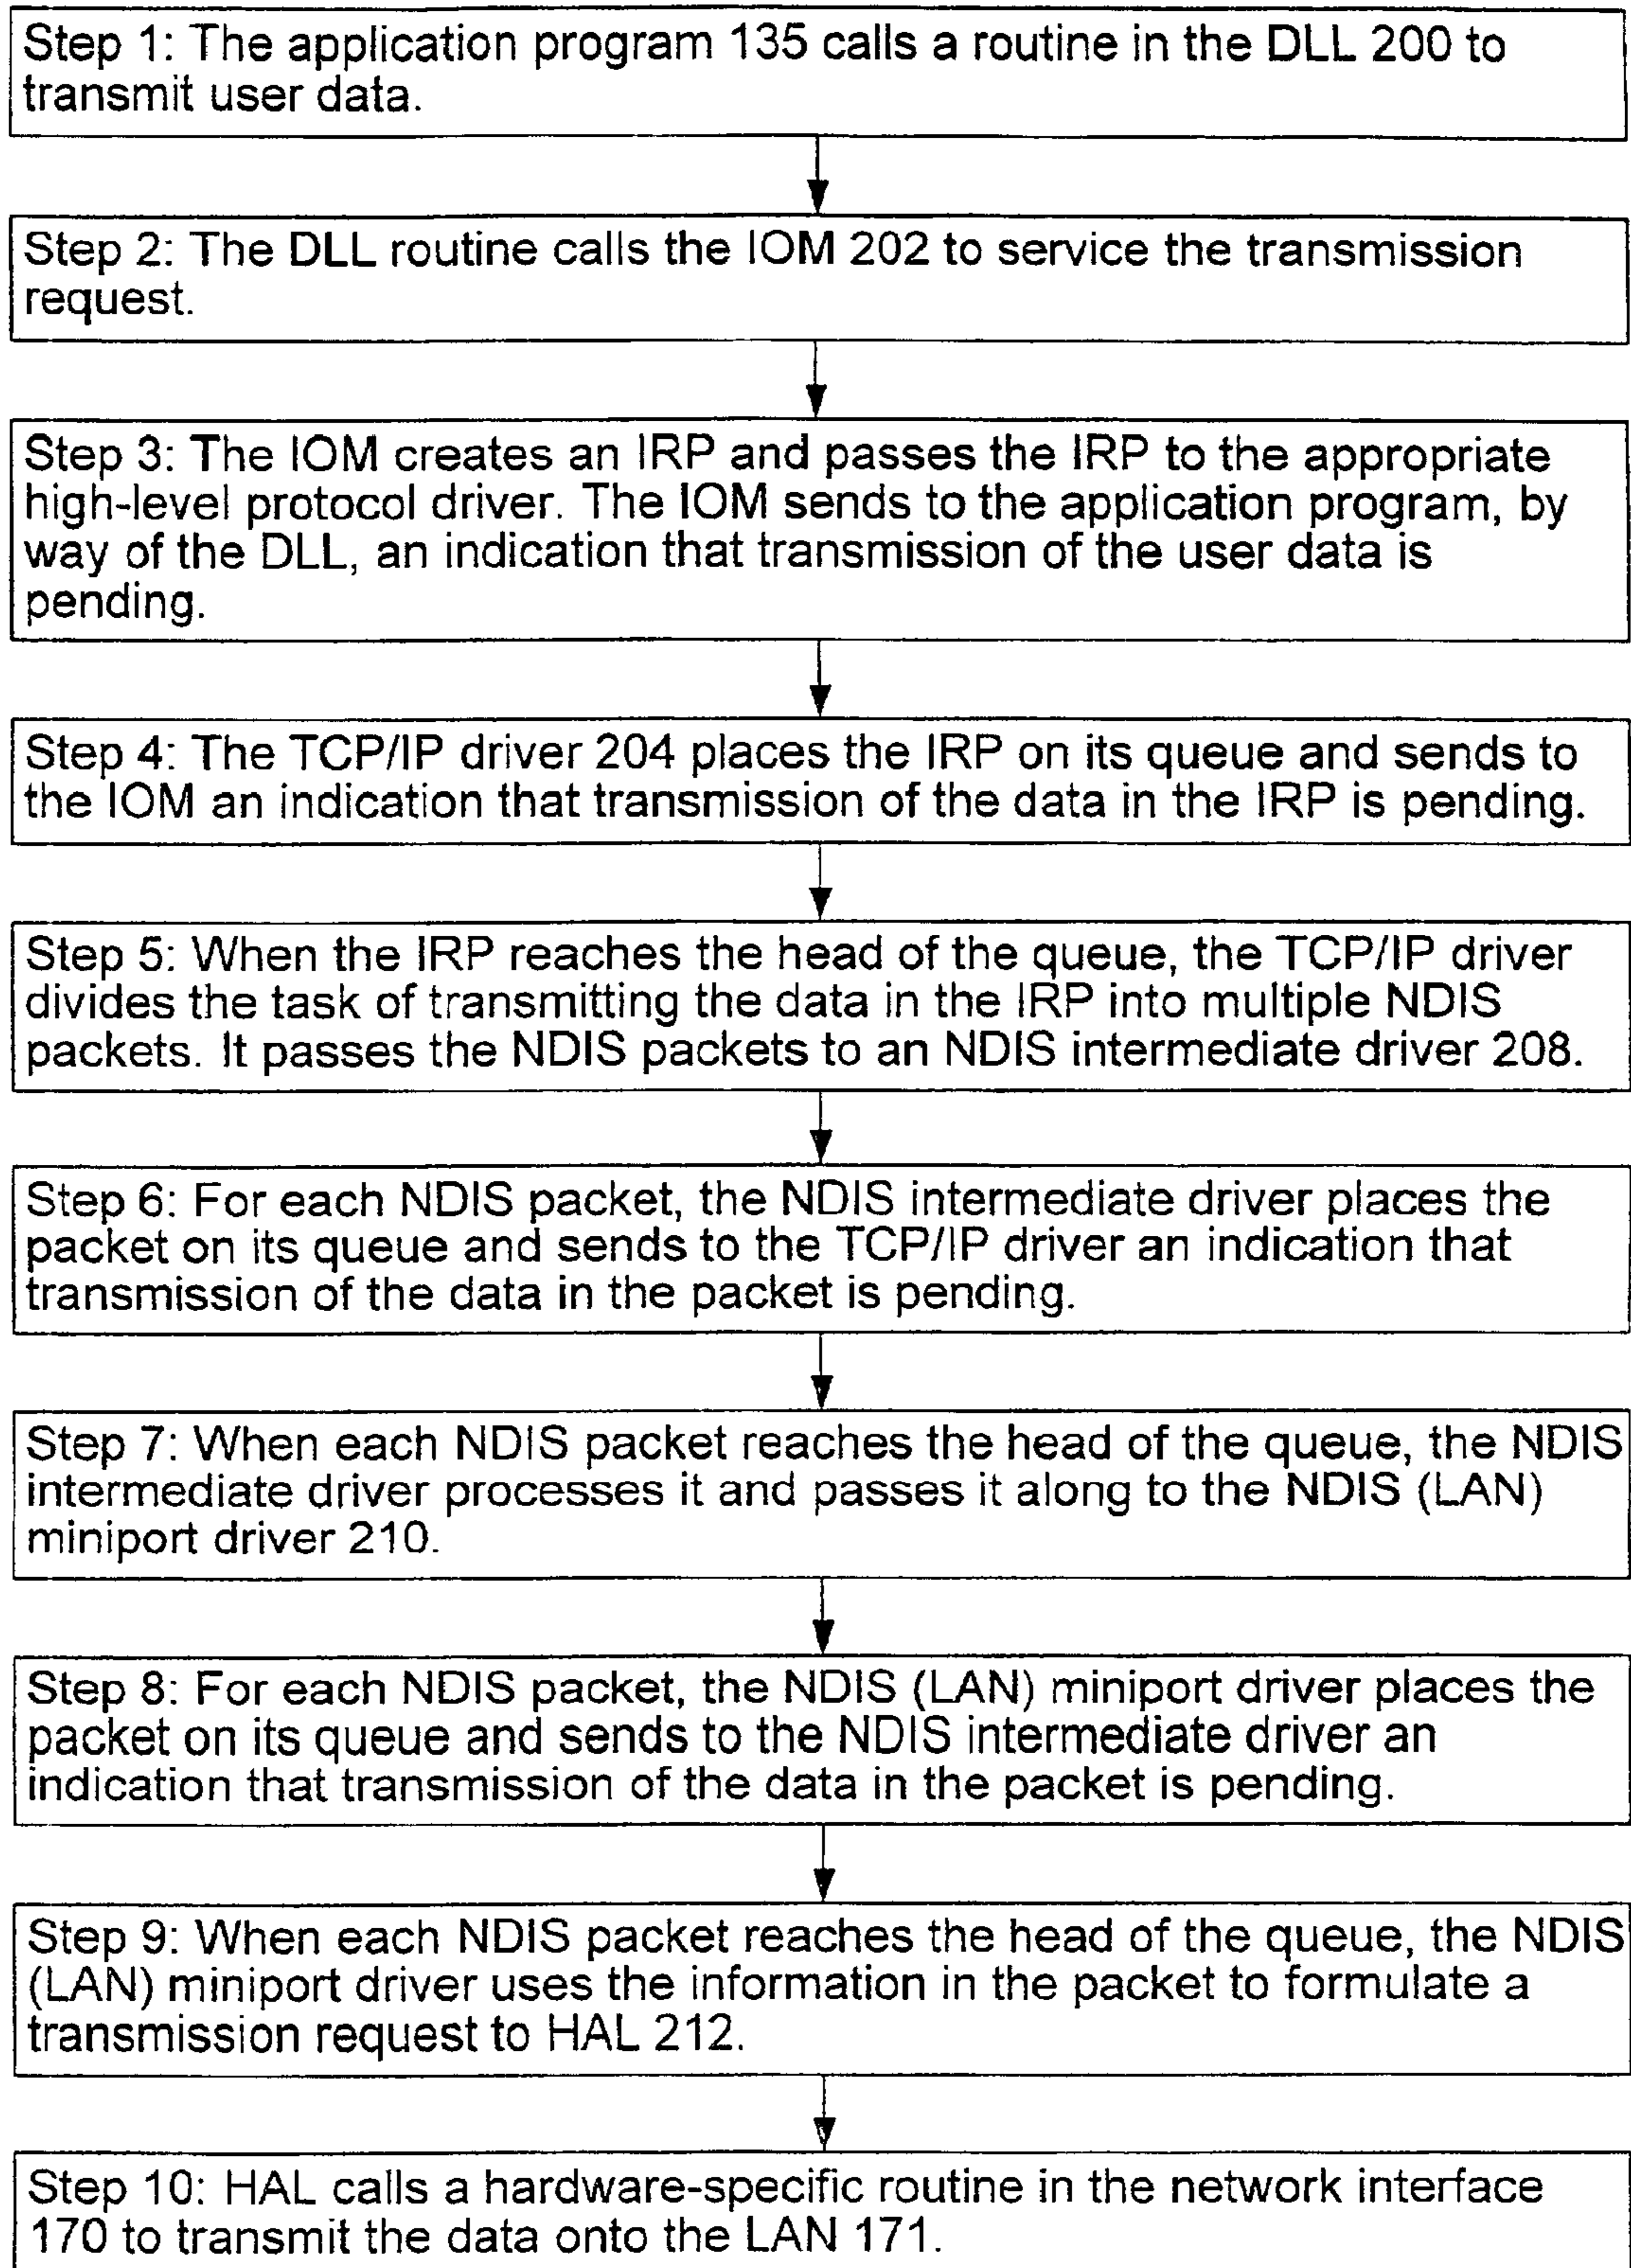 Step 1: The application program 135 calls a routine in the DLL 200 to
transmit user data.
Step 2: The DLL routine calls the IOM 202 to service the transmission
request.
Step 3: The IOM creates an IRP and passes the IRP to the appropriate
high-level protocol driver. The IOM sends to the application program, by
way of the DLL, an indication that transmission of the user data is
pending.
Step 4: The TCP/IP driver 204 places the IRP on its queue and sends to
the IOM an indication that transmission of the data in the IRP is pending.
Step 5: When the IRP reaches the head of the queue, the TCP/IP driver
divides the task of transmitting the data in the IRP into multiple NDIS
packets. It passes the NDIS packets to an NDIS intermediate driver 208.
Step 6: For each NDIS packet, the NDIS intermediate driver places the
packet on its queue and sends to the TCP/IP driver an indication that
transmission of the data in the packet is pending.
Step 7: When each NDIS packet reaches the head of the queue, the NDIS
intermediate driver processes it and passes it along to the NDIS (LAN)
miniport driver 210.
Step 8: For each NDIS packet, the NDIS (LAN) miniport driver places the
packet on its queue and sends to the NDIS intermediate driver an
indication that transmission of the data in the packet is pending.
Step 9: When each NDIS packet reaches the head of the queue, the NDIS
(LAN) miniport driver uses the information in the packet to formulate a
transmission request to HAL 212.
Step 10: HAL calls a hardware-specific routine in the network interface
170 to transmit the data onto the LAN 171.